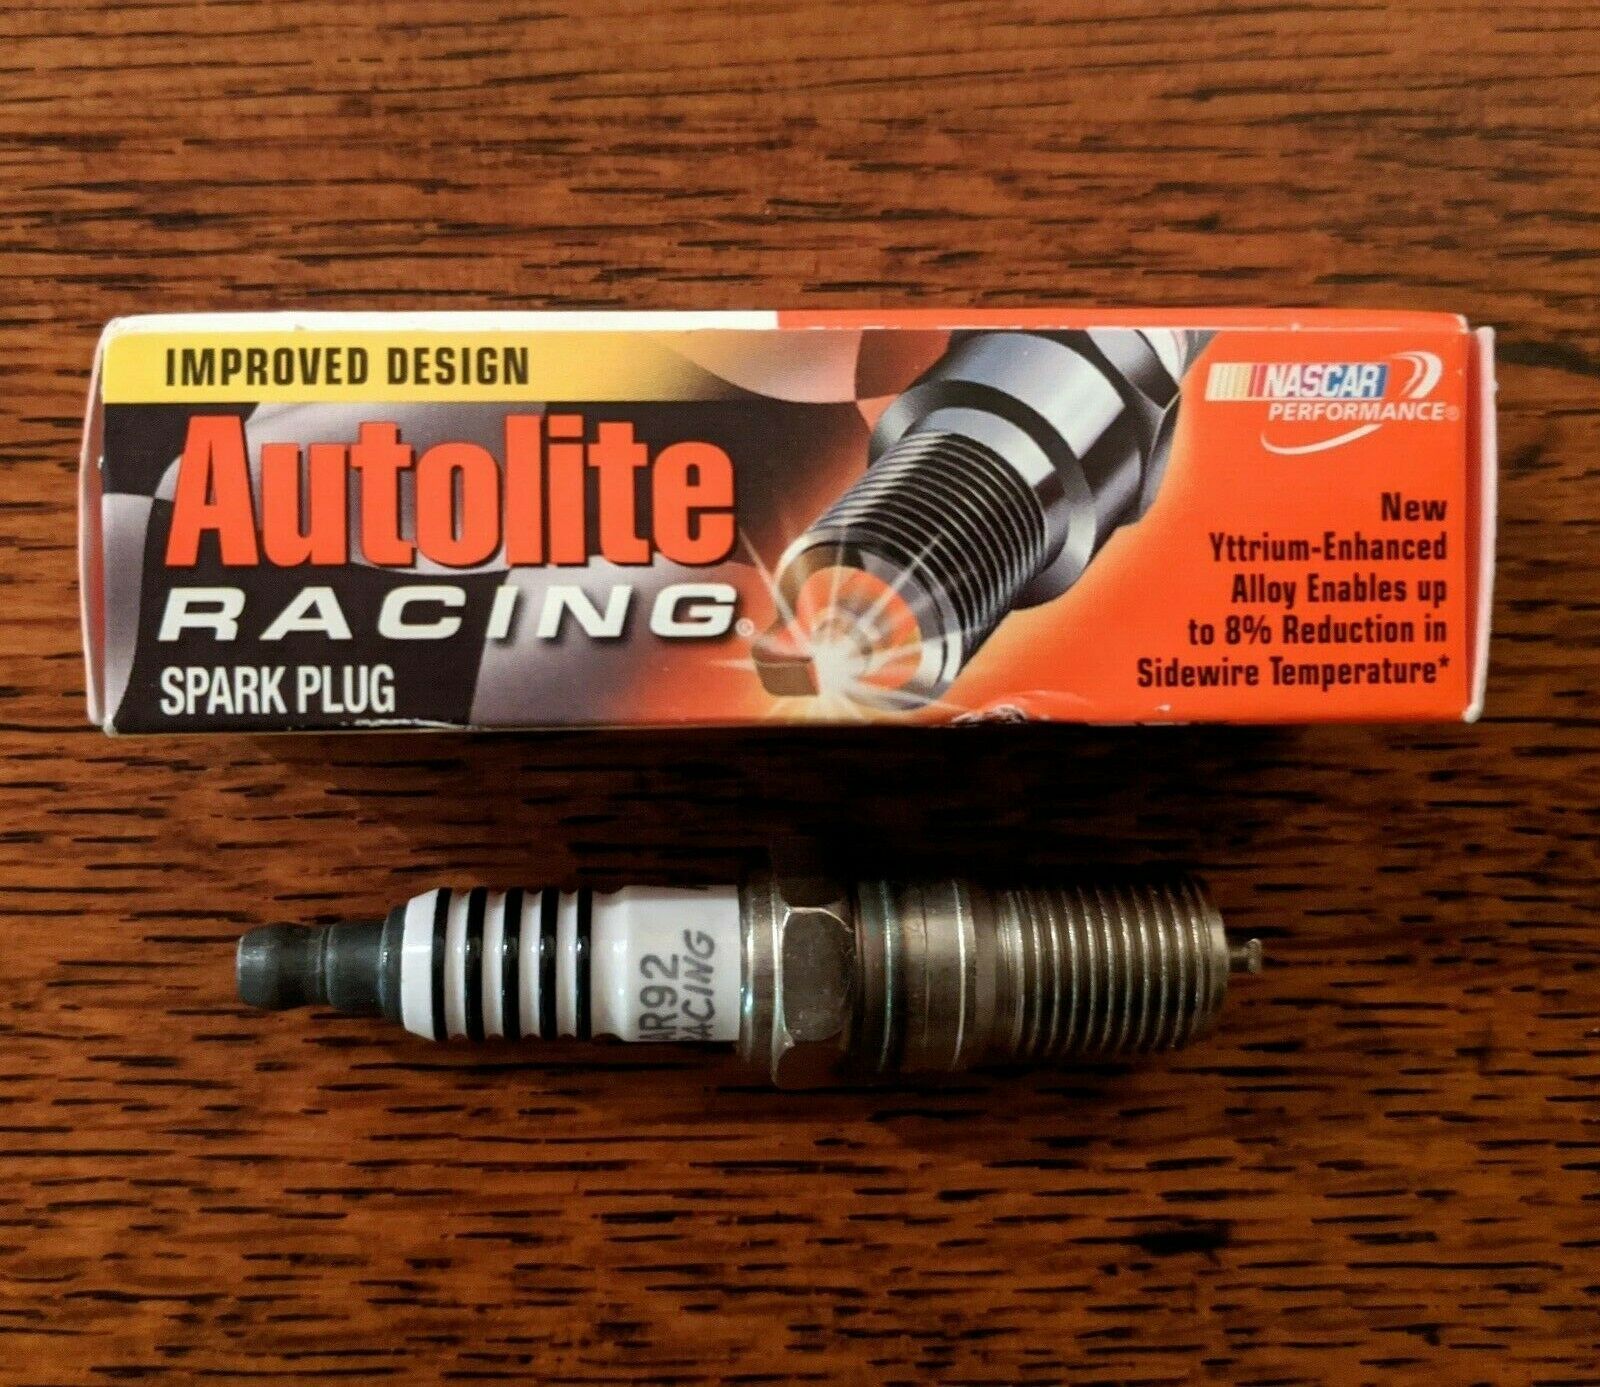 IMPROVED DESIGN
Autolite
RACING®
SPARK PLUG
NASCAR
PERFORMANCE®
New
Yttrium-Enhanced
Alloy Enables up
to 8% Reduction in
Sidewire Temperature*
AR92
RACING